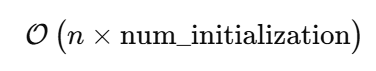 𝒪 (n × num_initialization)